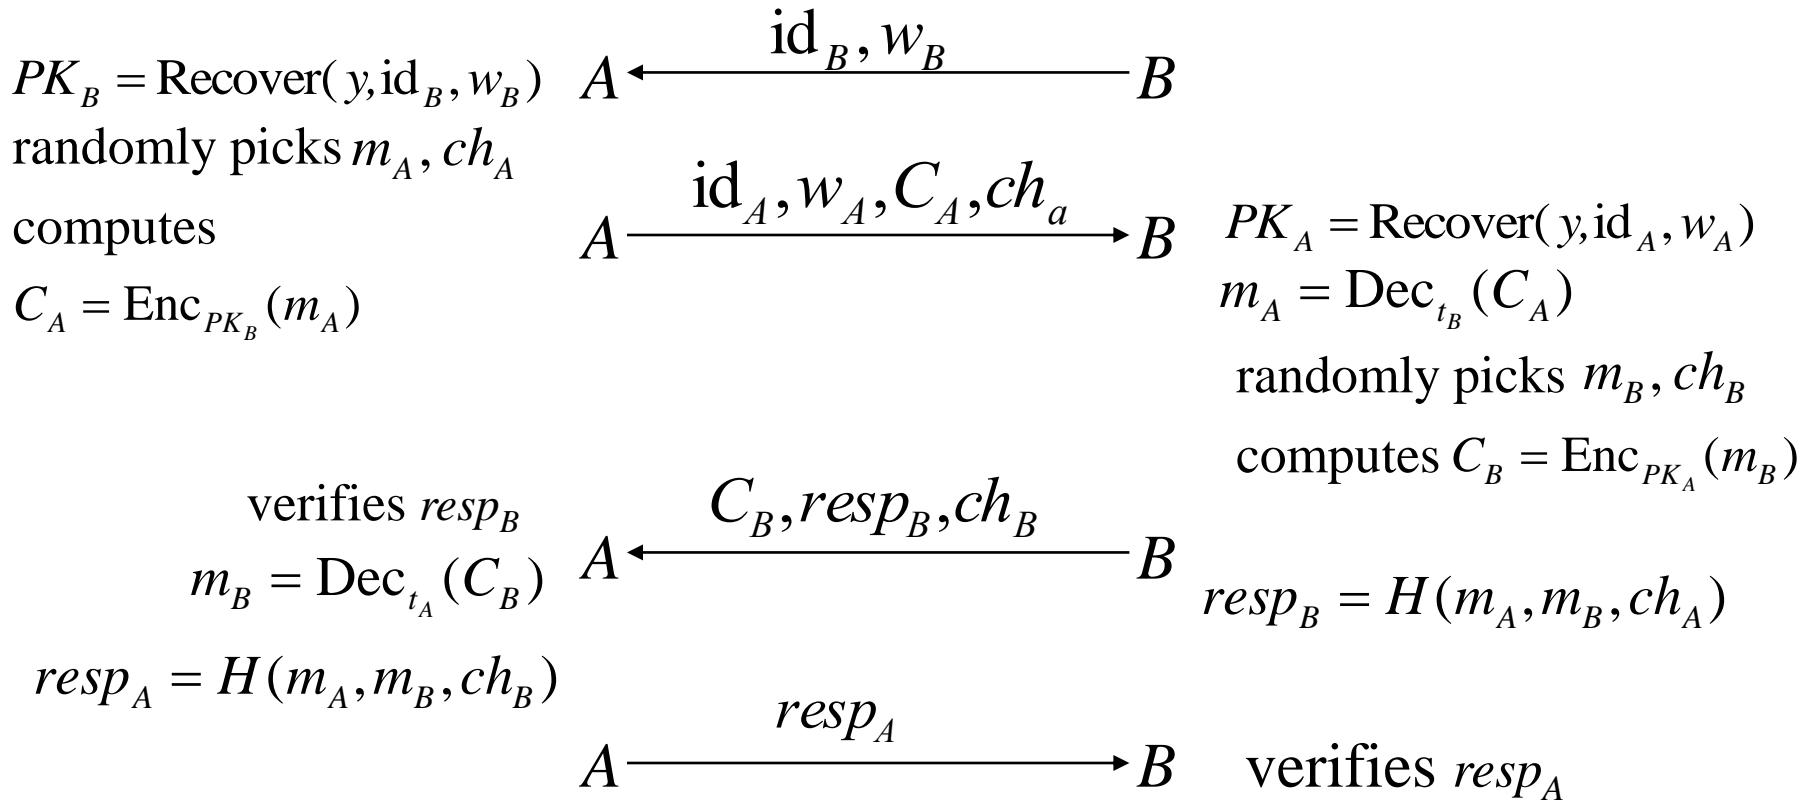 id_B, w_B
PK_B = Recover(y,id_B, w_B) A B
randomly picks m_A, ch_A
id_A, w_A, C_A, ch_a
computes A B PK_A = Recover(y,id_A, w_A)
C_A = Enc_{PK_B}(m_A)
m_A = Dec_{t_B}(C_A)
randomly picks m_B, ch_B
computes C_B = Enc_{PK_A}(m_B)
verifies resp_B
C_B, resp_B, ch_B
m_B = Dec_{t_A}(C_B) A B
resp_B = H(m_A, m_B, ch_A)
resp_A = H(m_A, m_B, ch_B)
resp_A
A B verifies resp_A